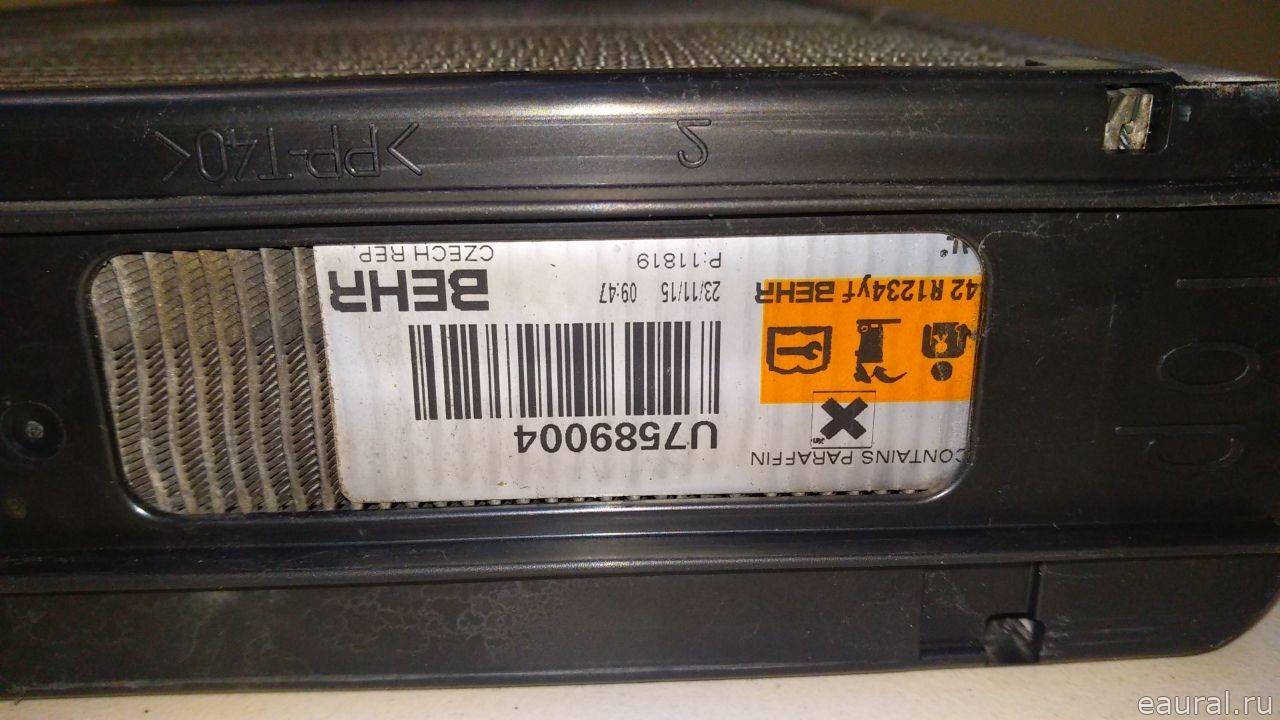 CONTAINS PARAFFIN
U7589004
42 R1234yf BEHR
23/11/15 09:47
BEHR
P:11819
CZECH REP.
>PP-T40<
2
eaural.ru